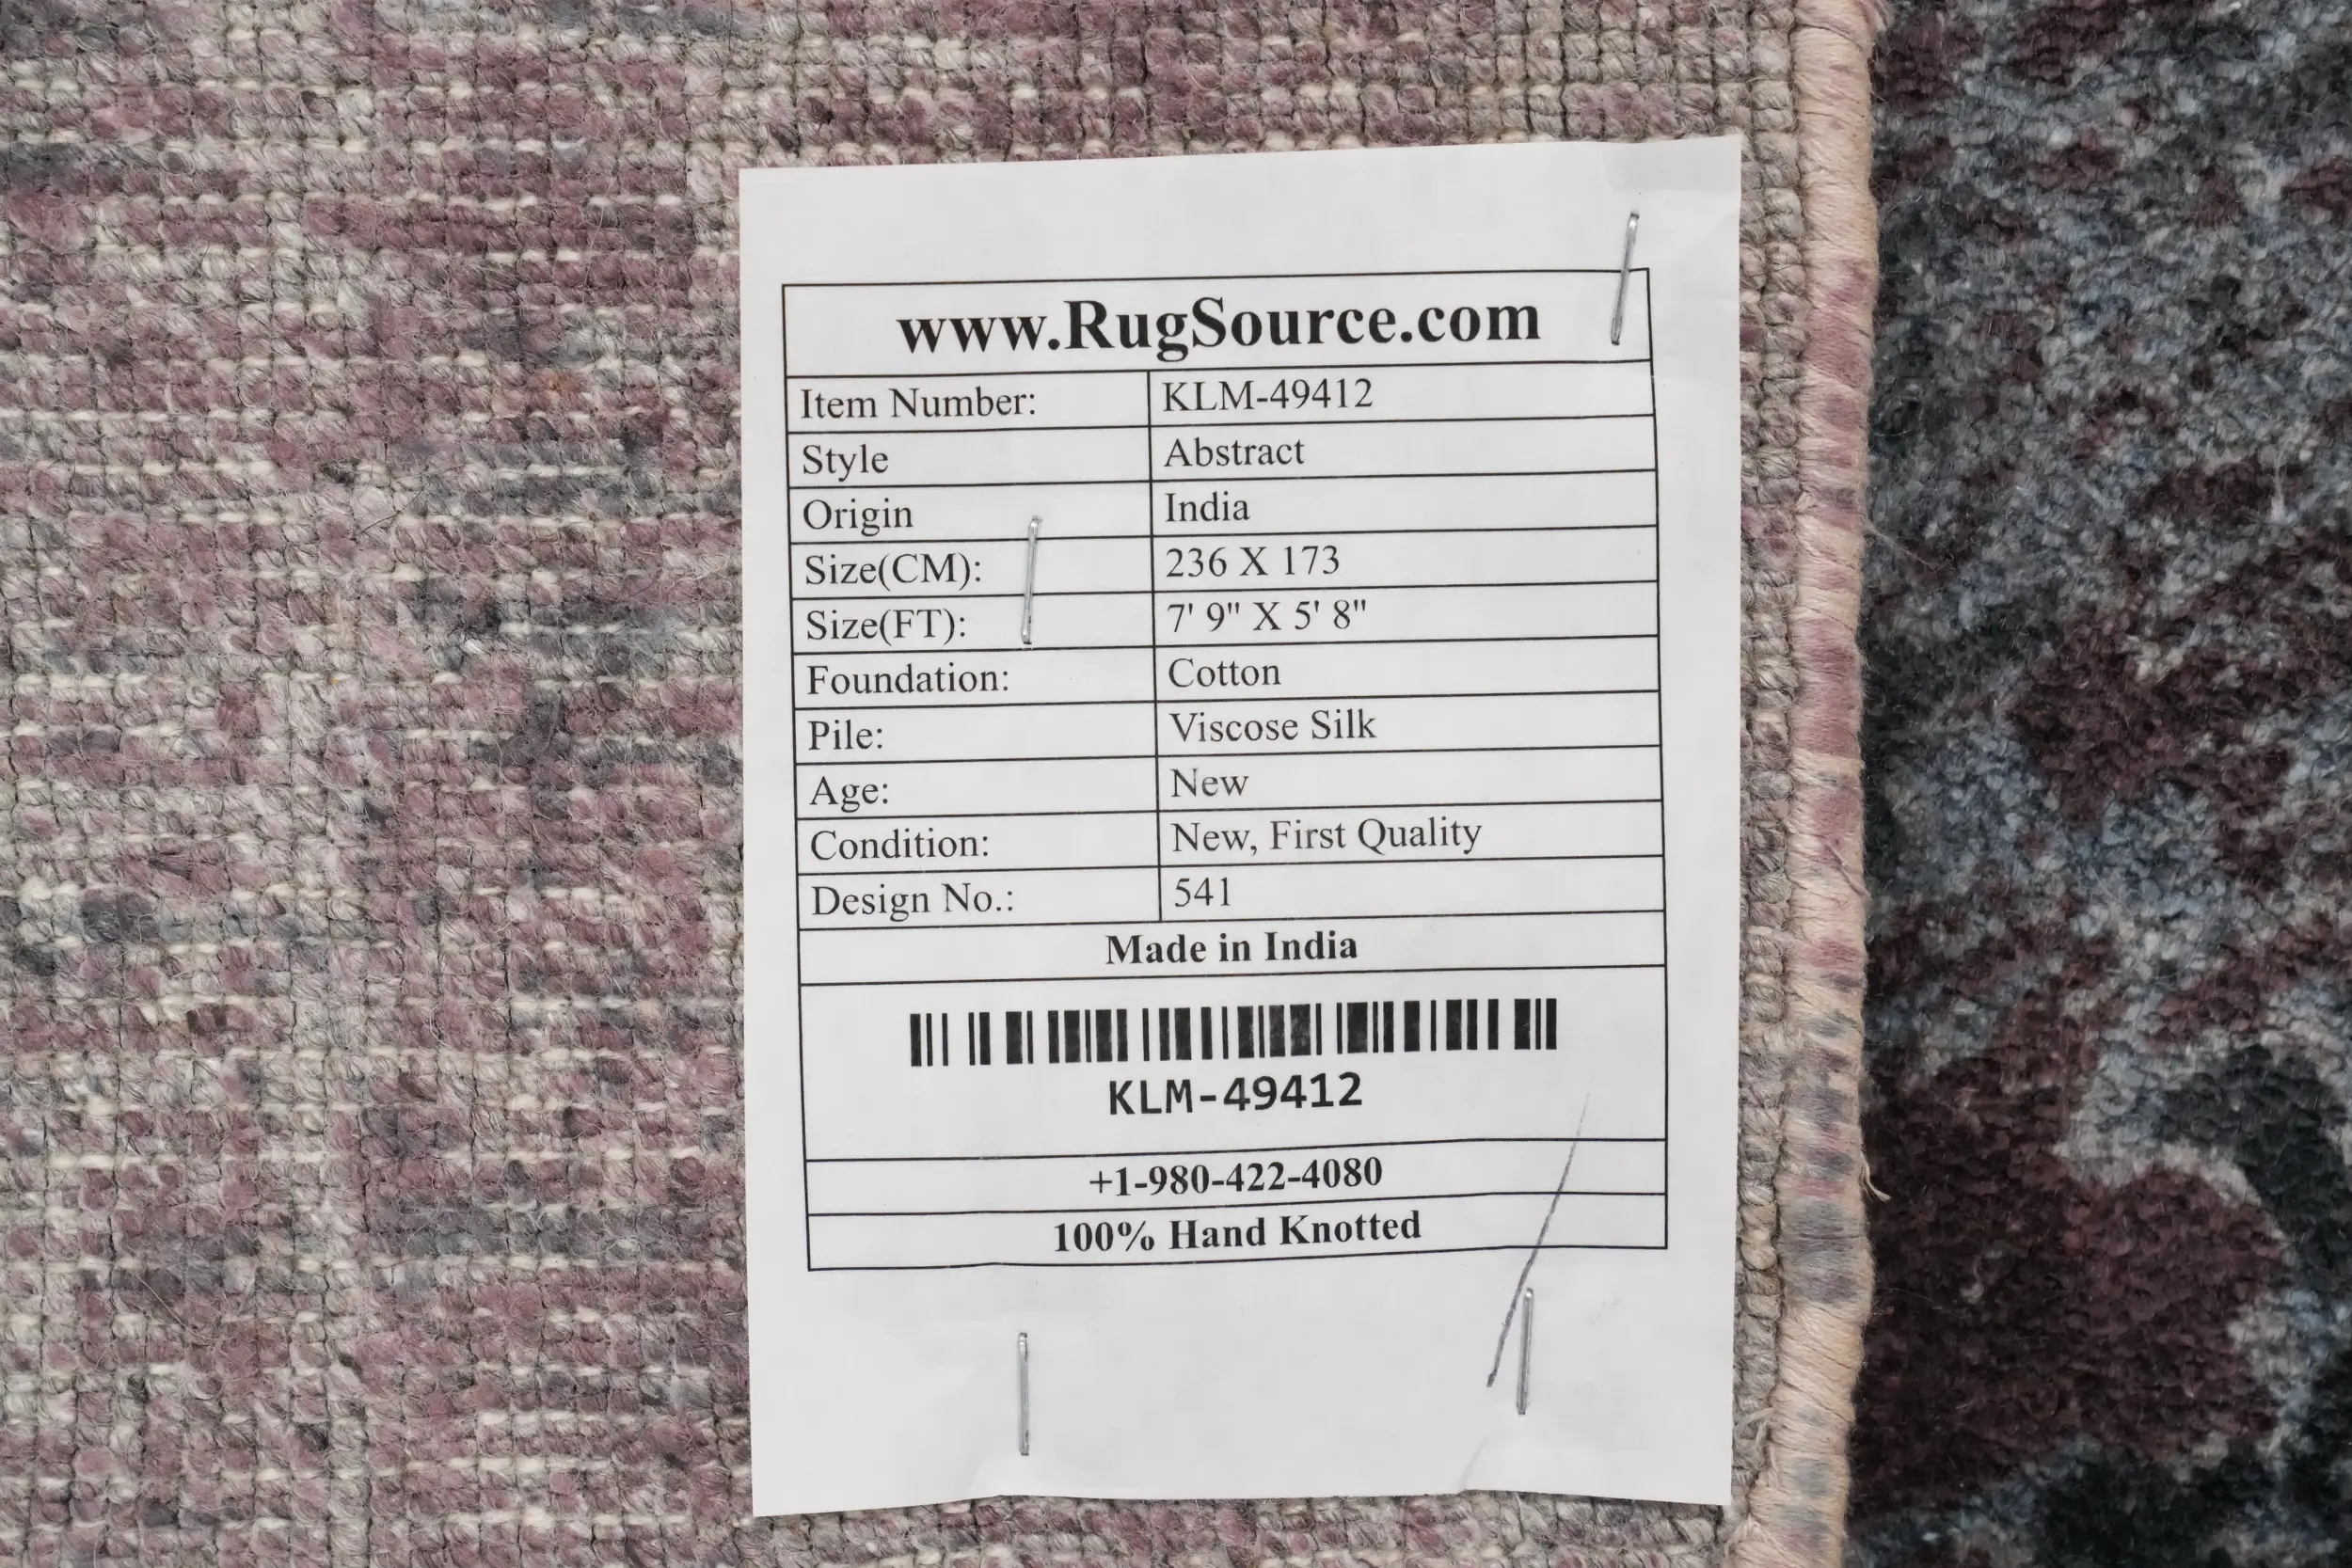 www.RugSource.com
Item Number: KLM-49412
Style Abstract
Origin India
Size(CM): 236 X 173
Size(FT): 7' 9" X 5' 8"
Foundation: Cotton
Pile: Viscose Silk
Age: New
Condition: New, First Quality
Design No.: 541
Made in India
KLM-49412
+1-980-422-4080
100% Hand Knotted